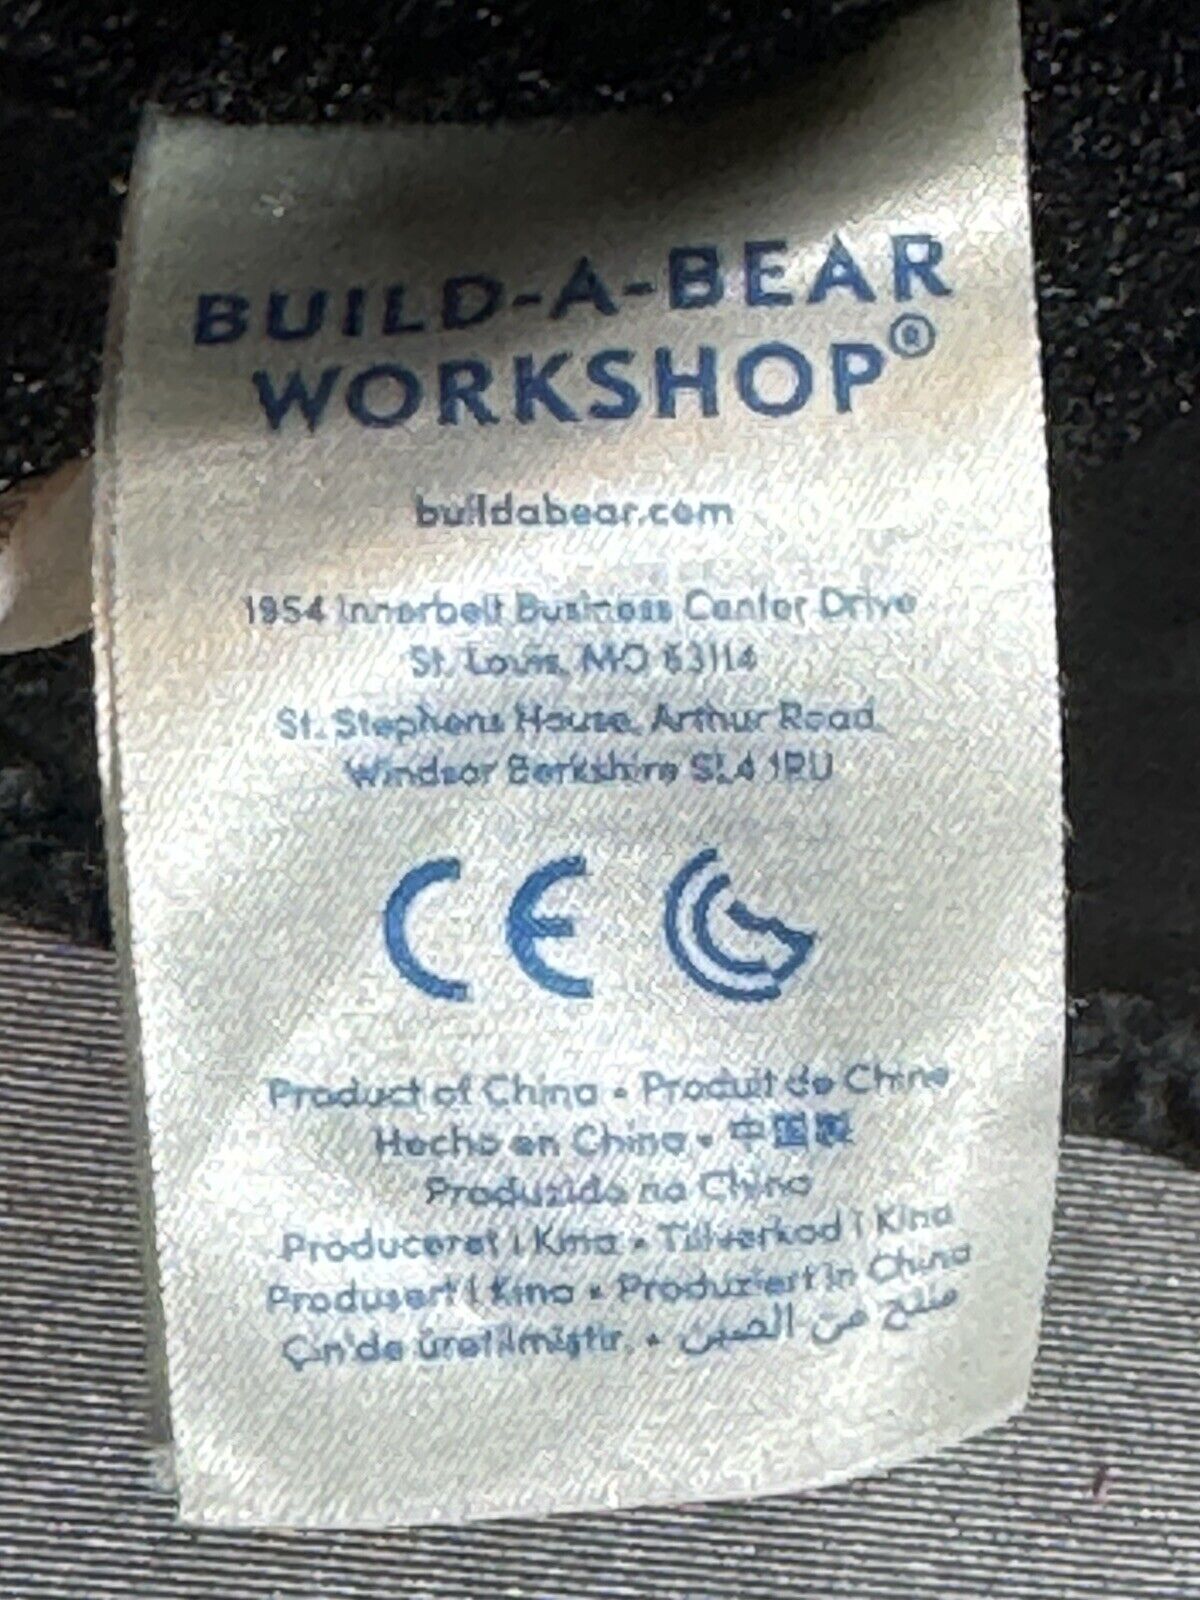 BUILD-A-BEAR
WORKSHOP®
buildabear.com
1954 Innerbelt Business Center Drive
St. Louis, MO 63114
St. Stephens House, Arthur Road,
Windsor Berkshire SL4 1RU
CE
Product of China • Produit de Chine
Hecho en China • 中国製
Produzido na China
Produceret i Kina • Tillverkad i Kina
Produsert i Kina • Produziert in China
Çin'de üretilmiştir. • منتج من الصين